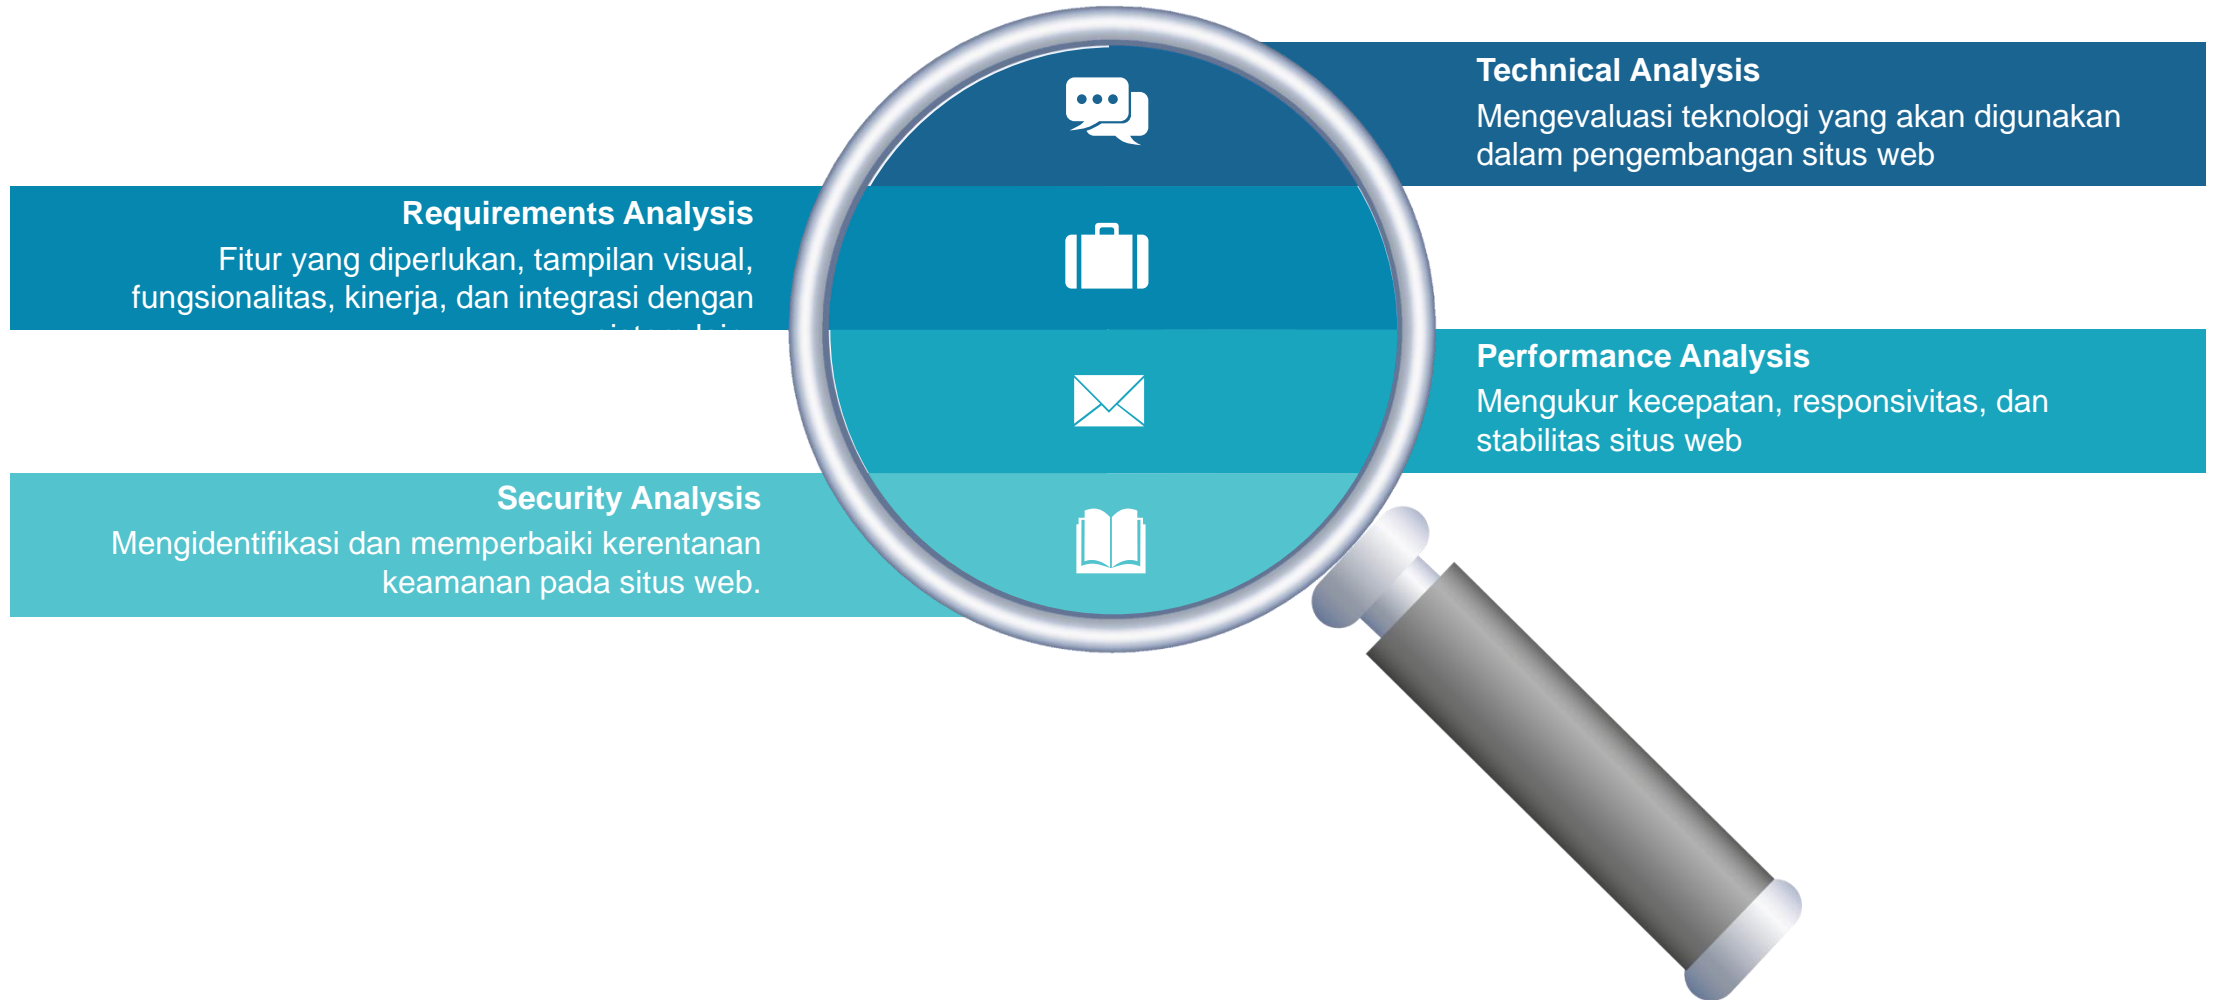 Technical Analysis
Mengevaluasi teknologi yang akan digunakan
dalam pengembangan situs web
Requirements Analysis
Fitur yang diperlukan, tampilan visual,
fungsionalitas, kinerja, dan integrasi dengan
Performance Analysis
Mengukur kecepatan, responsivitas, dan
stabilitas situs web
Security Analysis
Mengidentifikasi dan memperbaiki kerentanan
keamanan pada situs web.